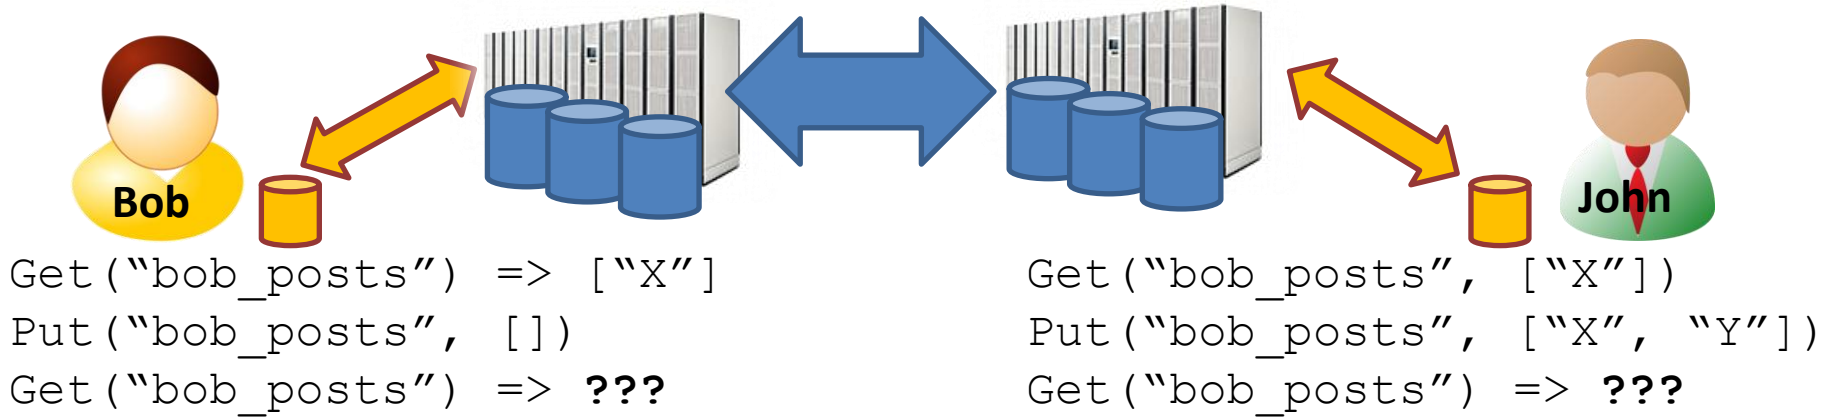 Bob
John
Get(“bob_posts”) => [“X”]
Put(“bob_posts”, [])
Get(“bob_posts”) => ???
Get(“bob_posts”, [“X”])
Put(“bob_posts”, [“X”, “Y”])
Get(“bob_posts”) => ???